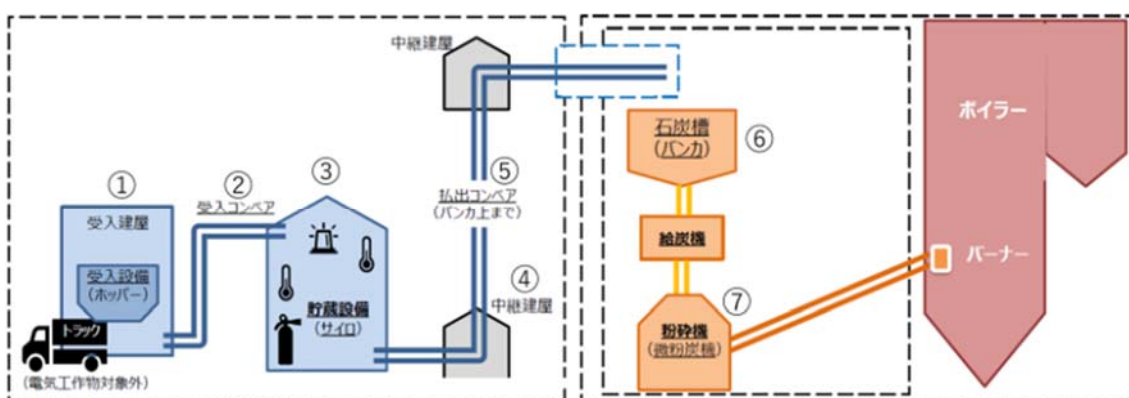 中継建屋
①
受入建屋
受入設備
(ホッパー)
トラック
(電気工作物対象外)
②
受入コンベア
③
貯蔵設備
(サイロ)
⑤
払出コンベア
(バンカ上まで)
④
中継建屋
石炭槽
(バンカ)
⑥
給炭機
⑦
粉砕機
(微粉炭機)
ボイラー
バーナー